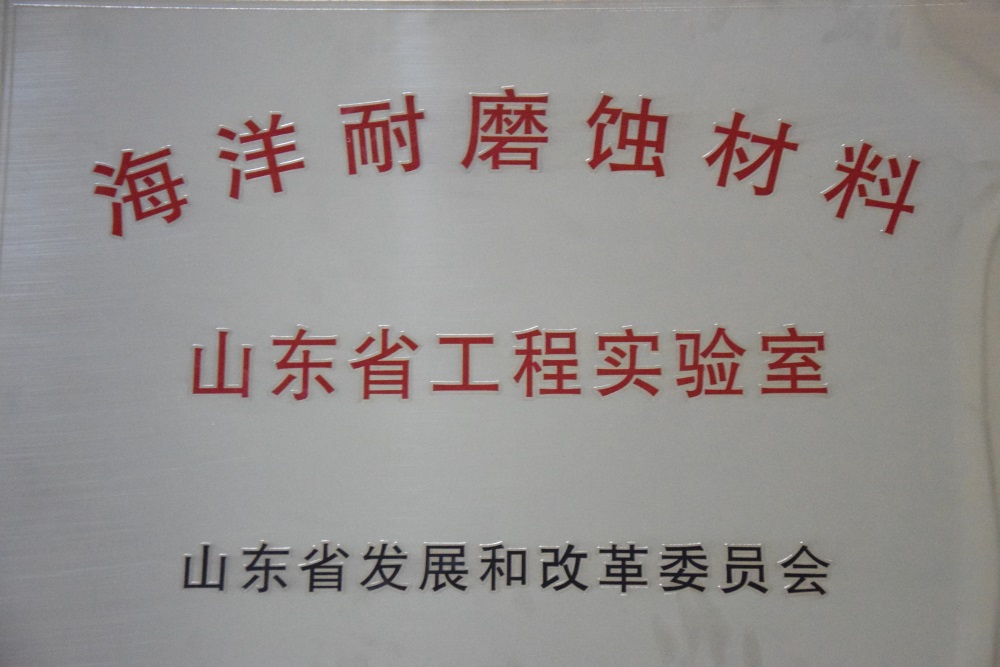 海洋耐磨蚀材料
山东省工程实验室
山东省发展和改革委员会